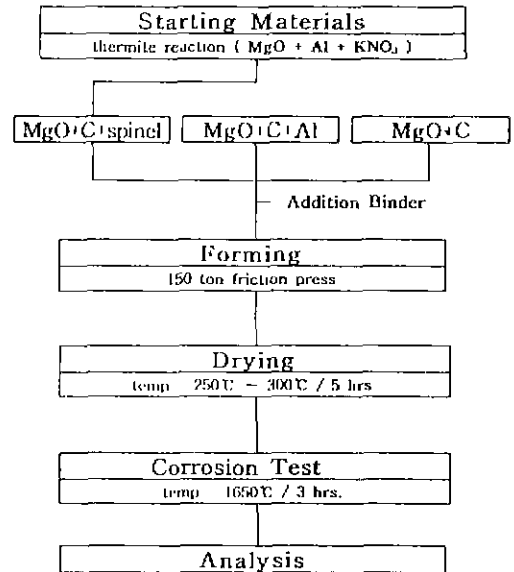 Starting Materials
thermite reaction ( MgO + Al + KNO₃ )
MgO+C+spinel MgO+C+Al MgO+C
Addition Binder
Forming
150 ton friction press
Drying
temp 250℃ - 300℃ / 5 hrs
Corrosion Test
temp 1650℃ / 3 hrs.
Analysis